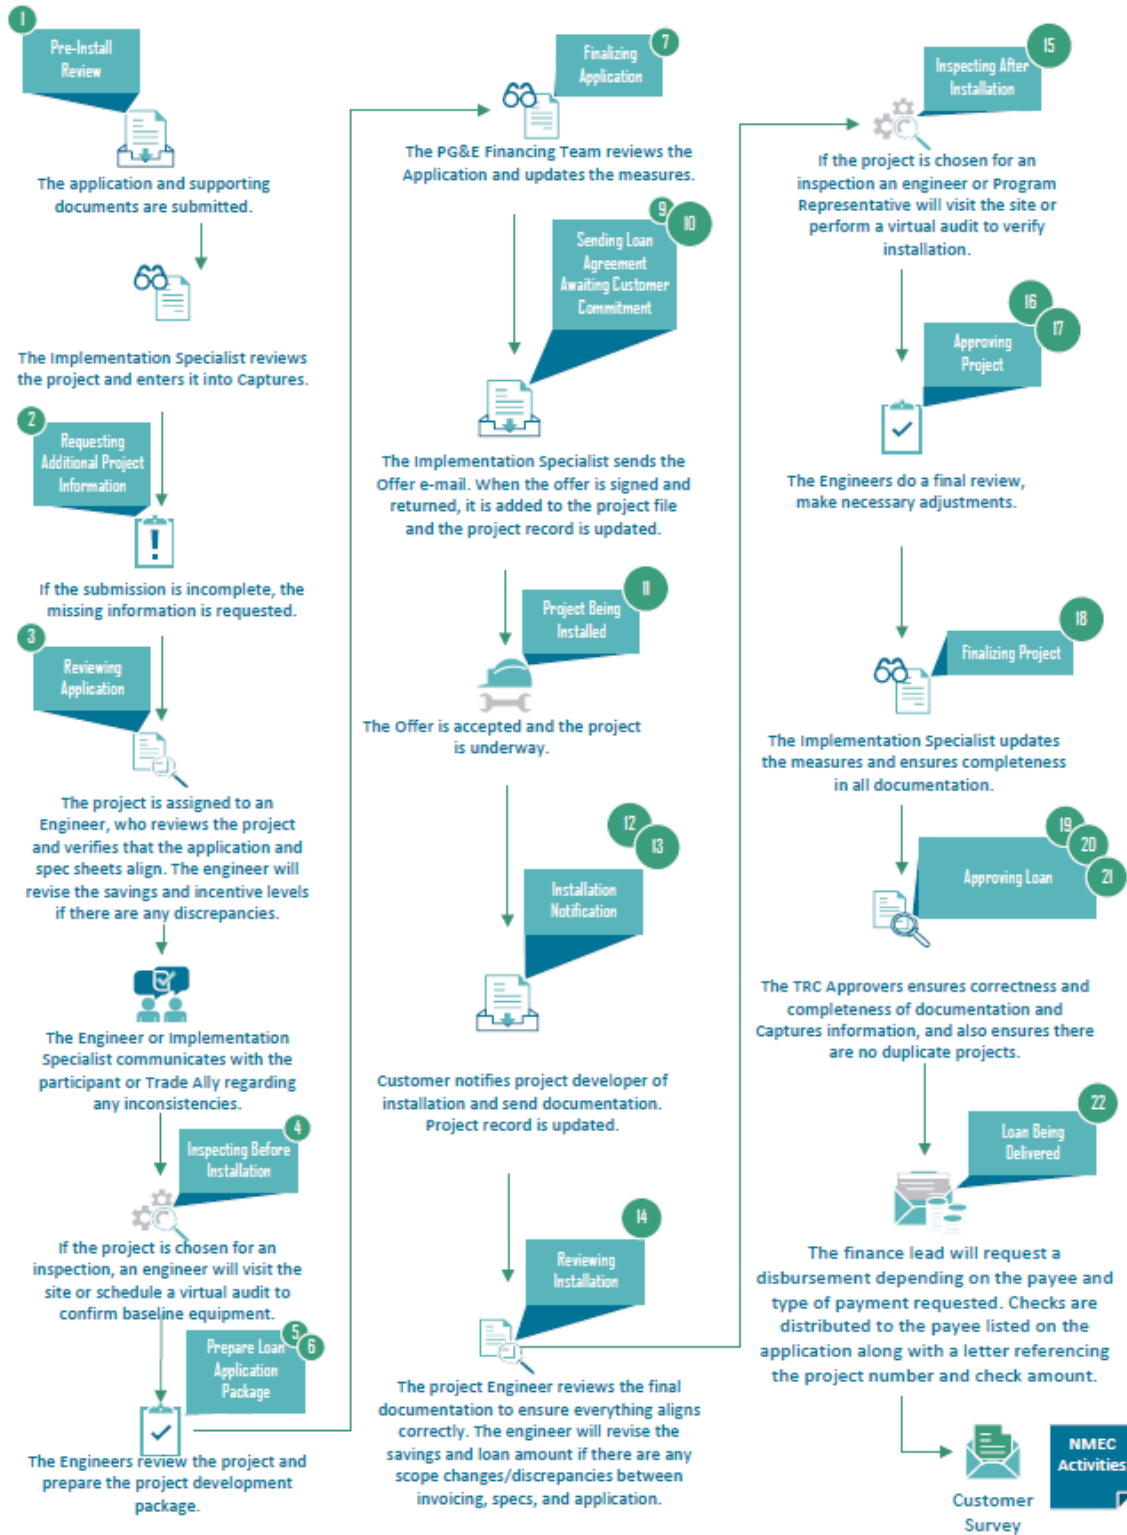 1
Pre-Install
Review
The application and supporting
documents are submitted.
The Implementation Specialist reviews
the project and enters it into Captures.
2
Requesting
Additional Project
Information
If the submission is incomplete, the
missing information is requested.
3
Reviewing
Application
The project is assigned to an
Engineer, who reviews the project
and verifies that the application and
spec sheets align. The engineer will
revise the savings and incentive levels
if there are any discrepancies.
The Engineer or Implementation
Specialist communicates with the
participant or Trade Ally regarding
any inconsistencies.
4
Inspecting Before
Installation
If the project is chosen for an
inspection, an engineer will visit the
site or schedule a virtual audit to
confirm baseline equipment.
5
6
Prepare Loan
Application
Package
The Engineers review the project and
prepare the project development
package.
7
Finalizing
Application
The PG&E Financing Team reviews the
Application and updates the measures.
9
10
Sending Loan
Agreement
Awaiting Customer
Commitment
The Implementation Specialist sends the
Offer e-mail. When the offer is signed and
returned, it is added to the project file
and the project record is updated.
11
Project Being
Installed
The Offer is accepted and the project
is underway.
12
13
Installation
Notification
Customer notifies project developer of
installation and send documentation.
Project record is updated.
14
Reviewing
Installation
The project Engineer reviews the final
documentation to ensure everything aligns
correctly. The engineer will revise the
savings and loan amount if there are any
scope changes/discrepancies between
invoicing, specs, and application.
15
Inspecting After
Installation
If the project is chosen for an
inspection an engineer or Program
Representative will visit the site or
perform a virtual audit to verify
installation.
16
17
Approving
Project
The Engineers do a final review,
make necessary adjustments.
18
Finalizing Project
The Implementation Specialist updates
the measures and ensures completeness
in all documentation.
19
20
21
Approving Loan
The TRC Approvers ensures correctness and
completeness of documentation and
Captures information, and also ensures there
are no duplicate projects.
22
Loan Being
Delivered
The finance lead will request a
disbursement depending on the payee and
type of payment requested. Checks are
distributed to the payee listed on the
application along with a letter referencing
the project number and check amount.
Customer
Survey
NMEC
Activities